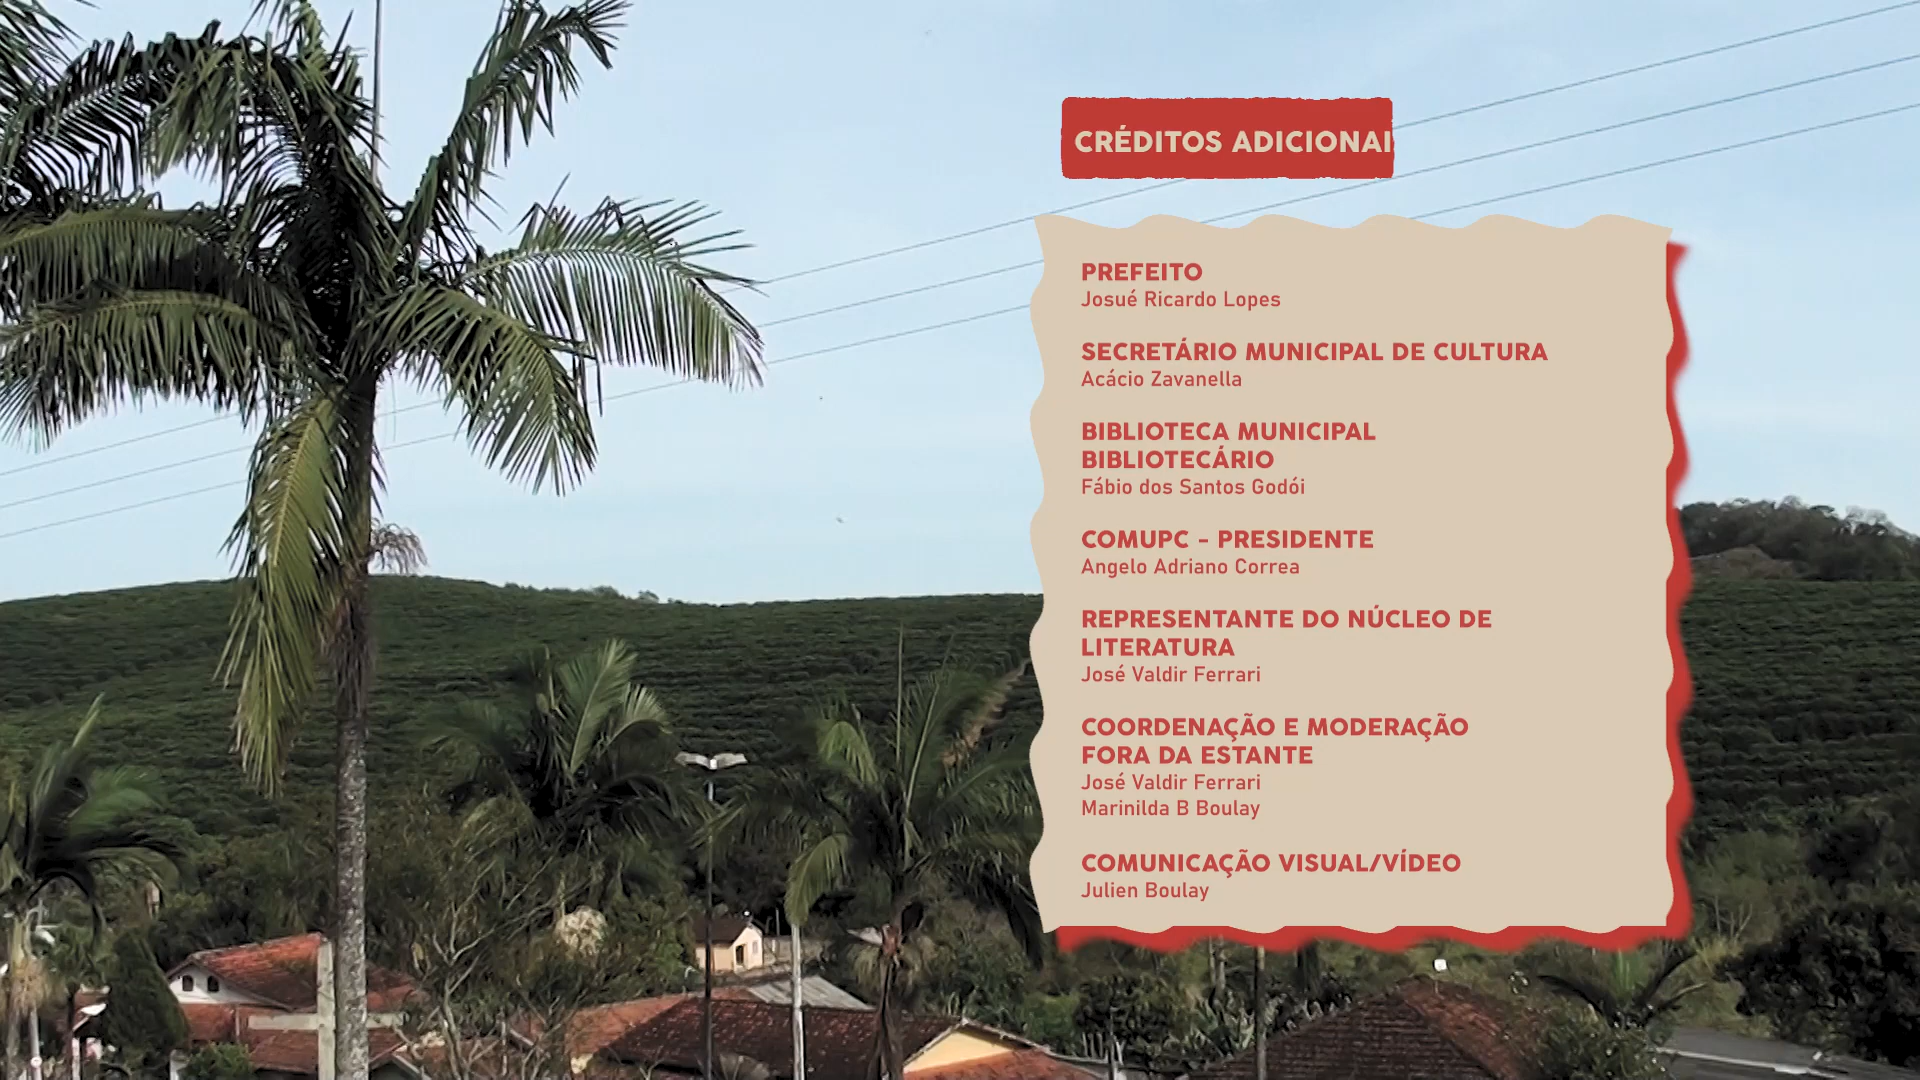 CRÉDITOS ADICIONAI
PREFEITO
Josué Ricardo Lopes
SECRETÁRIO MUNICIPAL DE CULTURA
Acácio Zavanella
BIBLIOTECA MUNICIPAL
BIBLIOTECÁRIO
Fábio dos Santos Godói
COMUPC - PRESIDENTE
Angelo Adriano Correa
REPRESENTANTE DO NÚCLEO DE
LITERATURA
José Valdir Ferrari
COORDENAÇÃO E MODERAÇÃO
FORA DA ESTANTE
José Valdir Ferrari
Marinilda B Boulay
COMUNICAÇÃO VISUAL/VÍDEO
Julien Boulay